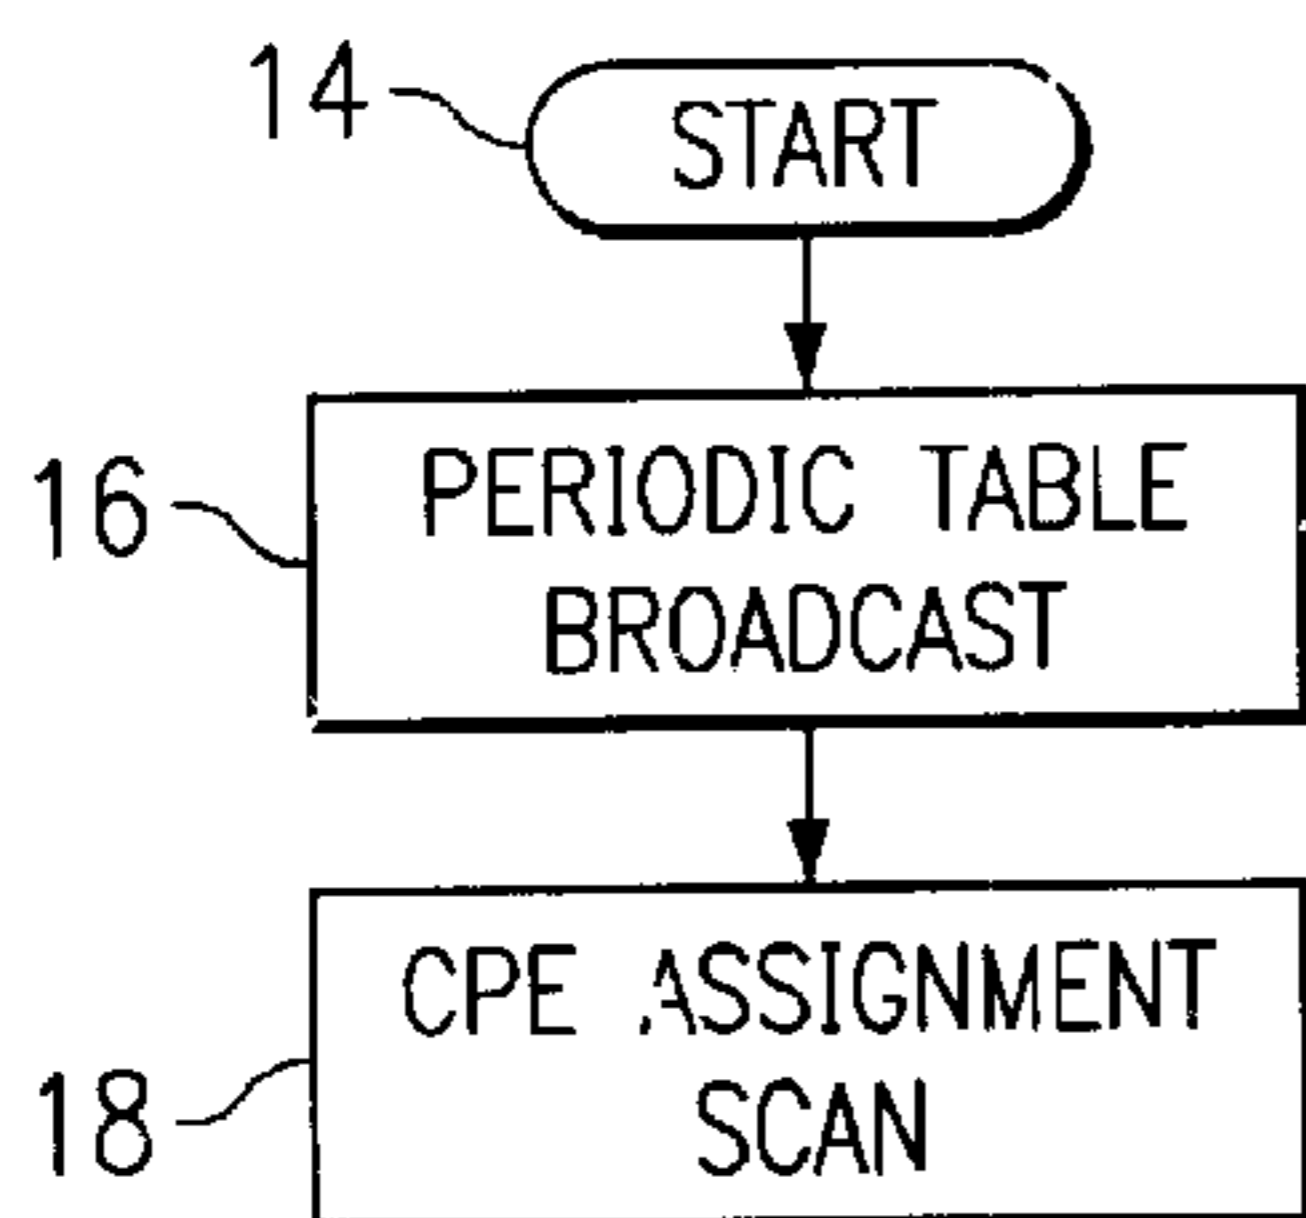 14
START
16
PERIODIC TABLE
BROADCAST
CPE ASSIGNMENT
18
SCAN